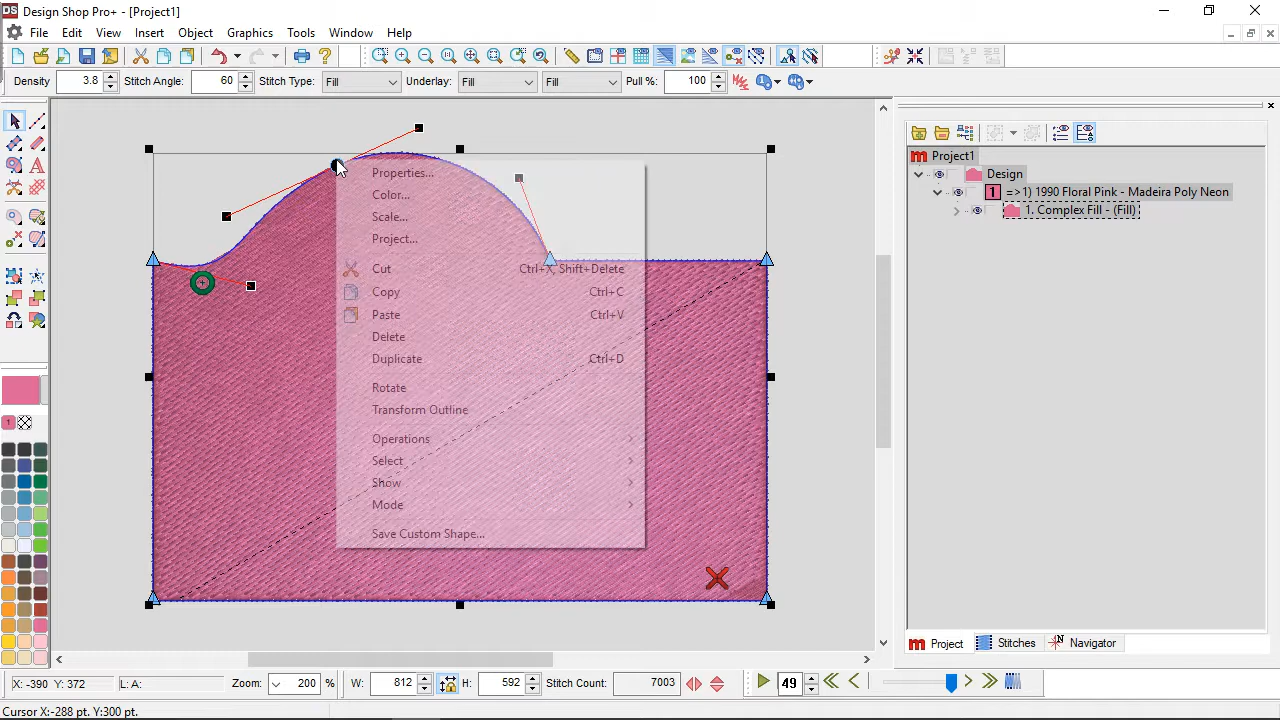 DS Design Shop Pro+ - [Project1]
File Edit View Insert Object Graphics Tools Window Help
Density 3.8 Stitch Angle: 60 Stitch Type: Fill Underlay: Fill Fill Pull %: 100
Project1
Design
1 =>1) 1990 Floral Pink - Madeira Poly Neon
1. Complex Fill - (Fill)
Properties...
Color...
Scale...
Project...
Cut Ctrl+X, Shift+Delete
Copy Ctrl+C
Paste Ctrl+V
Delete
Duplicate Ctrl+D
Rotate
Transform Outline
Operations
Select
Show
Mode
Save Custom Shape...
1
Project Stitches Navigator
X: -390 Y: 372 L: A: Zoom: 200 % W: 812 H: 592 Stitch Count: 7003 49
Cursor X:-288 pt. Y:300 pt.